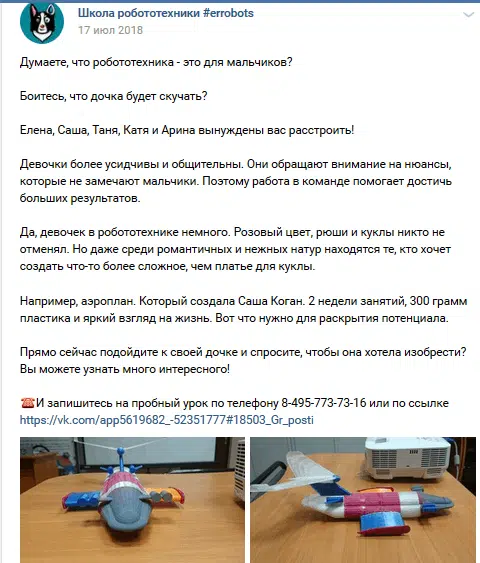 Школа робототехники #errobots
17 июл 2018
Думаете, что робототехника - это для мальчиков?
Боитесь, что дочка будет скучать?
Елена, Саша, Таня, Катя и Арина вынуждены вас расстроить!
Девочки более усидчивы и общительны. Они обращают внимание на нюансы,
которые не замечают мальчики. Поэтому работа в команде помогает достичь
больших результатов.
Да, девочек в робототехнике немного. Розовый цвет, рюши и куклы никто не
отменял. Но даже среди романтичных и нежных натур находятся те, кто хочет
создать что-то более сложное, чем платье для куклы.
Например, аэроплан. Который создала Саша Коган. 2 недели занятий, 300 грамм
пластика и яркий взгляд на жизнь. Вот что нужно для раскрытия потенциала.
Прямо сейчас подойдите к своей дочке и спросите, чтобы она хотела изобрести?
Вы можете узнать много интересного!
☎️И запишитесь на пробный урок по телефону 8-495-773-73-16 или по ссылке
https://vk.com/app5619682_-52351777#18503_Gr_posti